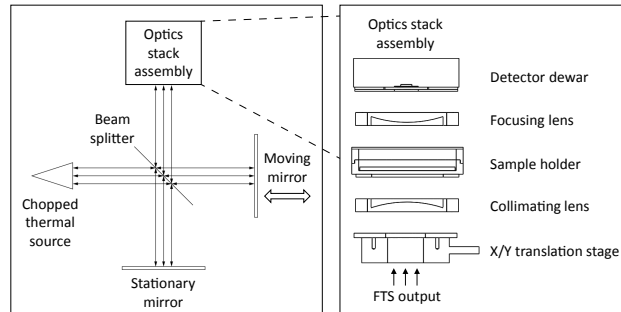 Optics
stack
assembly
Beam
splitter
Moving
mirror
Chopped
thermal
source
Stationary
mirror
Optics stack
assembly
Detector dewar
Focusing lens
Sample holder
Collimating lens
X/Y translation stage
FTS output